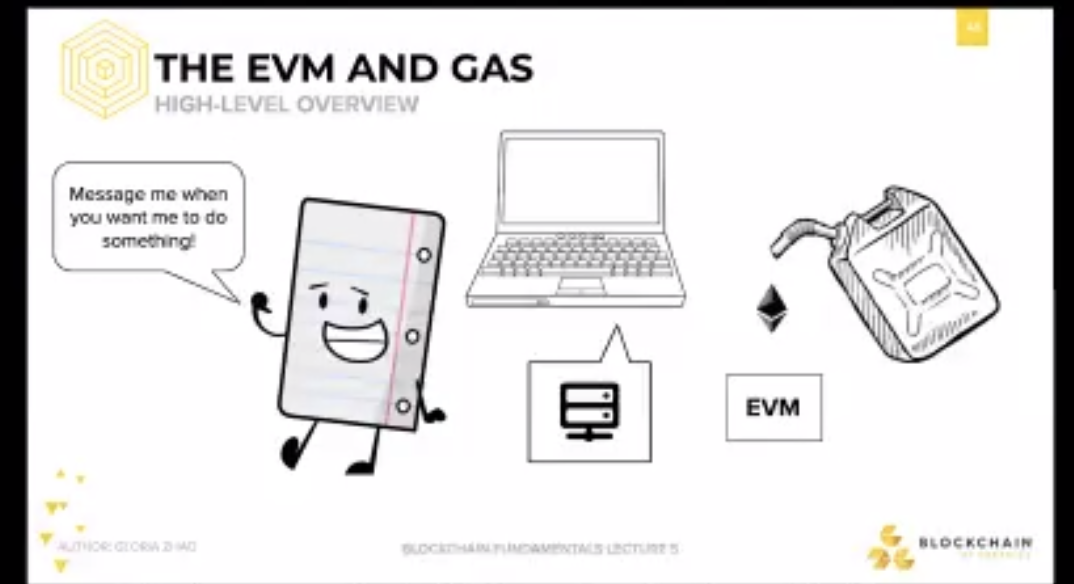 THE EVM AND GAS
HIGH-LEVEL OVERVIEW
Message me when
you want me to do
something!
EVM
AUTHOR: GLORIA ZHAO
BLOCKCHAIN FUNDAMENTALS LECTURE 5
BLOCKCHAIN